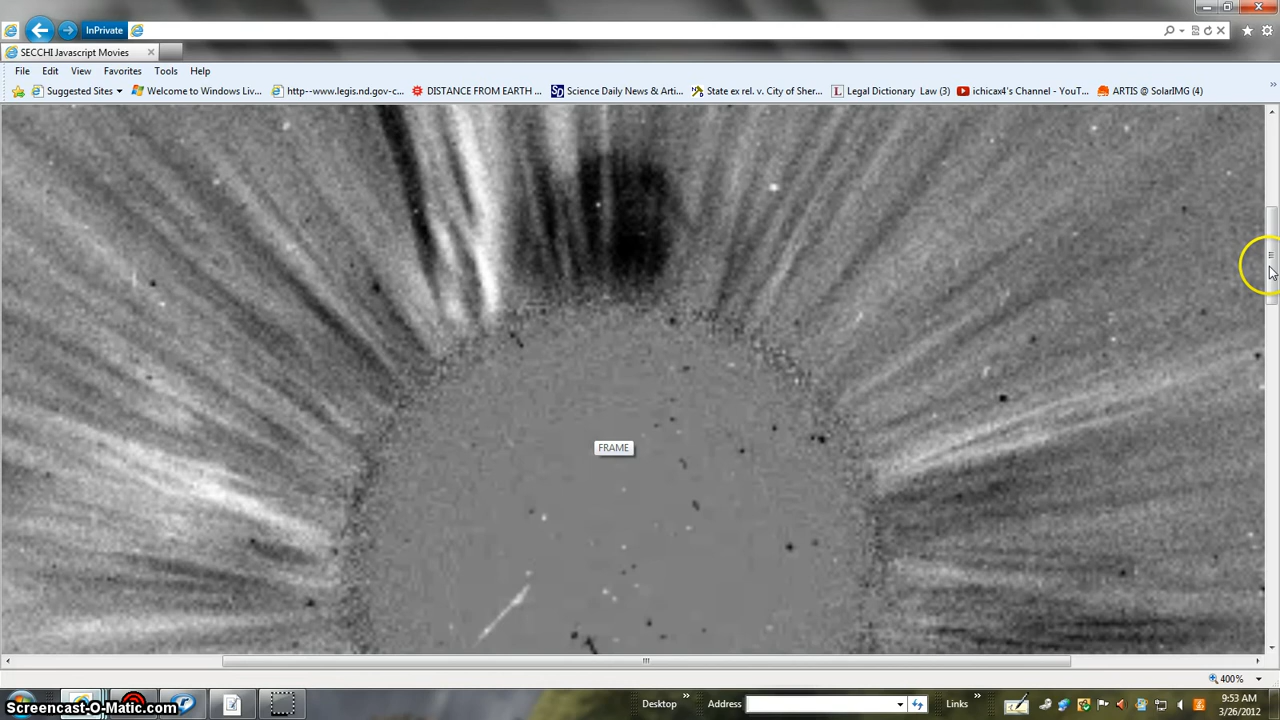 InPrivate
SECCHI Javascript Movies
File Edit View Favorites Tools Help
Suggested Sites Welcome to Windows Liv... http--www.legis.nd.gov-c... DISTANCE FROM EARTH ... Science Daily News & Arti... State ex rel. v. City of Sher... Legal Dictionary Law (3) ichicax4's Channel - YouT... ARTIS @ SolarIMG (4)
FRAME
400%
Desktop Address Links
9:53 AM
3/26/2012
Screencast-O-Matic.com